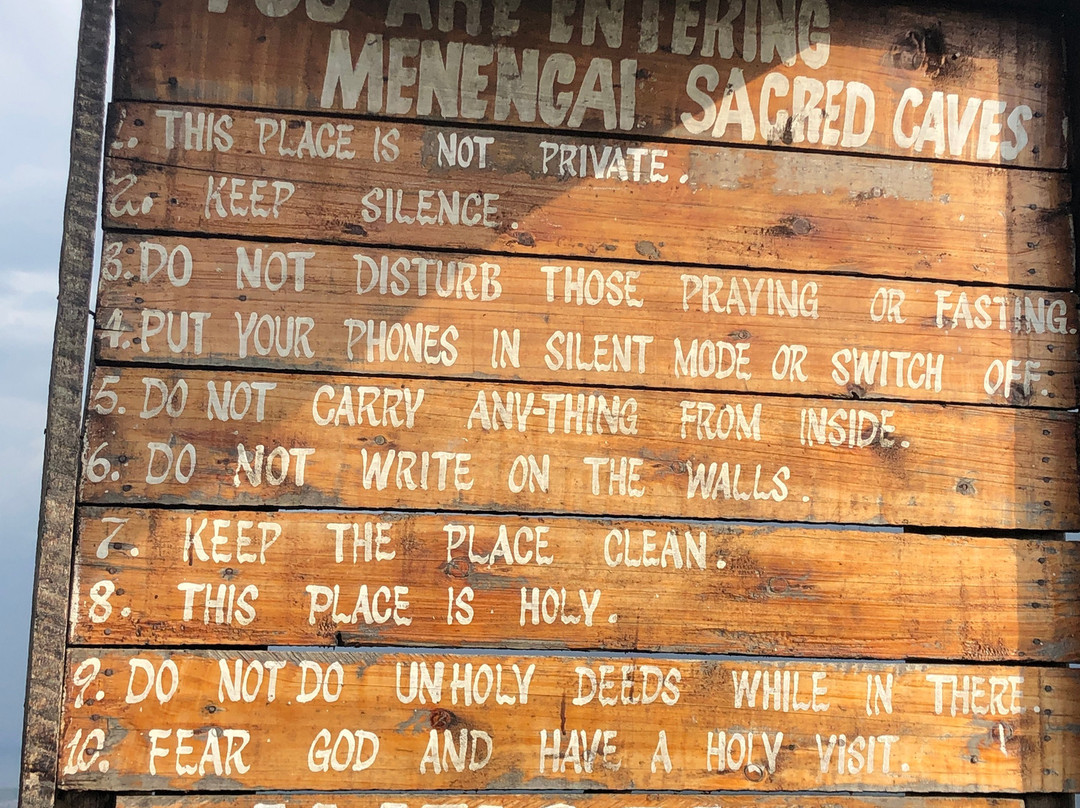 YOU ARE ENTERING
MENENGAI SACRED CAVES
1. THIS PLACE IS NOT PRIVATE.
2. KEEP SILENCE.
3. DO NOT DISTURB THOSE PRAYING OR FASTING.
4. PUT YOUR PHONES IN SILENT MODE OR SWITCH OFF.
5. DO NOT CARRY ANY-THING FROM INSIDE.
6. DO NOT WRITE ON THE WALLS.
7. KEEP THE PLACE CLEAN.
8. THIS PLACE IS HOLY.
9. DO NOT DO UNHOLY DEEDS WHILE IN THERE.
10. FEAR GOD AND HAVE A HOLY VISIT.